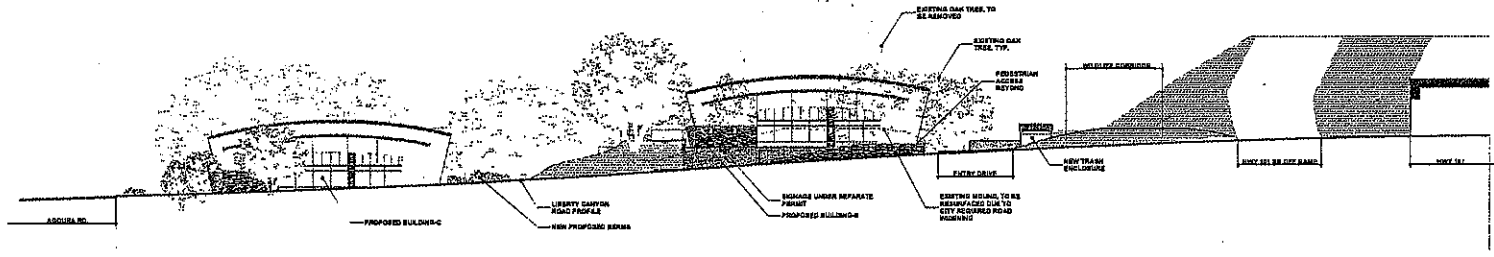 EXISTING OAK TREE, TO
BE REMOVED
EXISTING OAK
TREE, TYP.
PEDESTRIAN
ACCESS
BEYOND
WILDLIFE CORRIDOR
NEW TRASH
ENCLOSURE
ENTRY DRIVE
HWY 101 SB OFF RAMP
HWY 101
AGOURA RD.
PROPOSED BUILDING-C
LIBERTY CANYON
ROAD PROFILE
NEW PROPOSED BERMS
SIGNAGE UNDER SEPARATE
PERMIT
PROPOSED BUILDING-B
EXISTING MOUND, TO BE
RESURFACED DUE TO
CITY REQUIRED ROAD
WIDENING